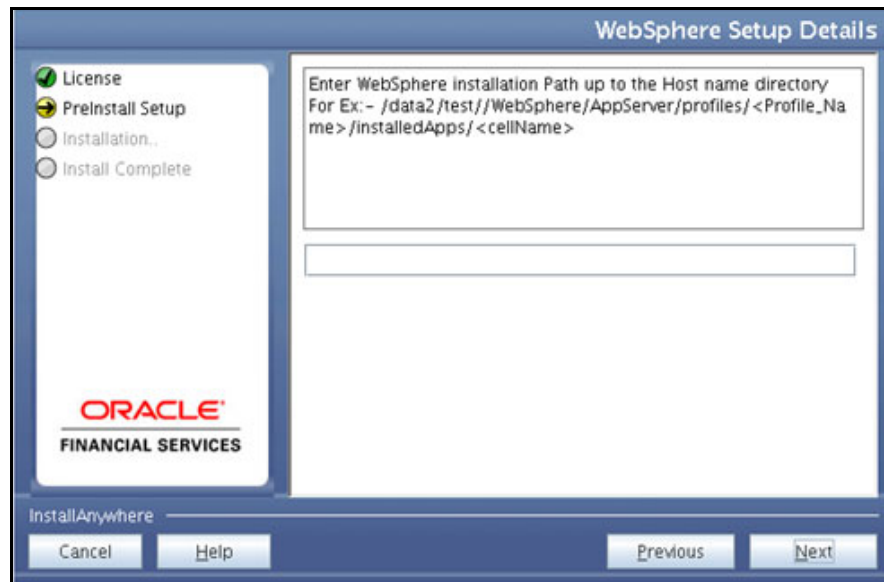 WebSphere Setup Details
License
PreInstall Setup
Installation..
Install Complete
Enter WebSphere installation Path up to the Host name directory
For Ex:- /data2/test//WebSphere/AppServer/profiles/<Profile_Na
me>/installedApps/<cellName>
ORACLE
FINANCIAL SERVICES
InstallAnywhere
Cancel
Help
Previous
Next